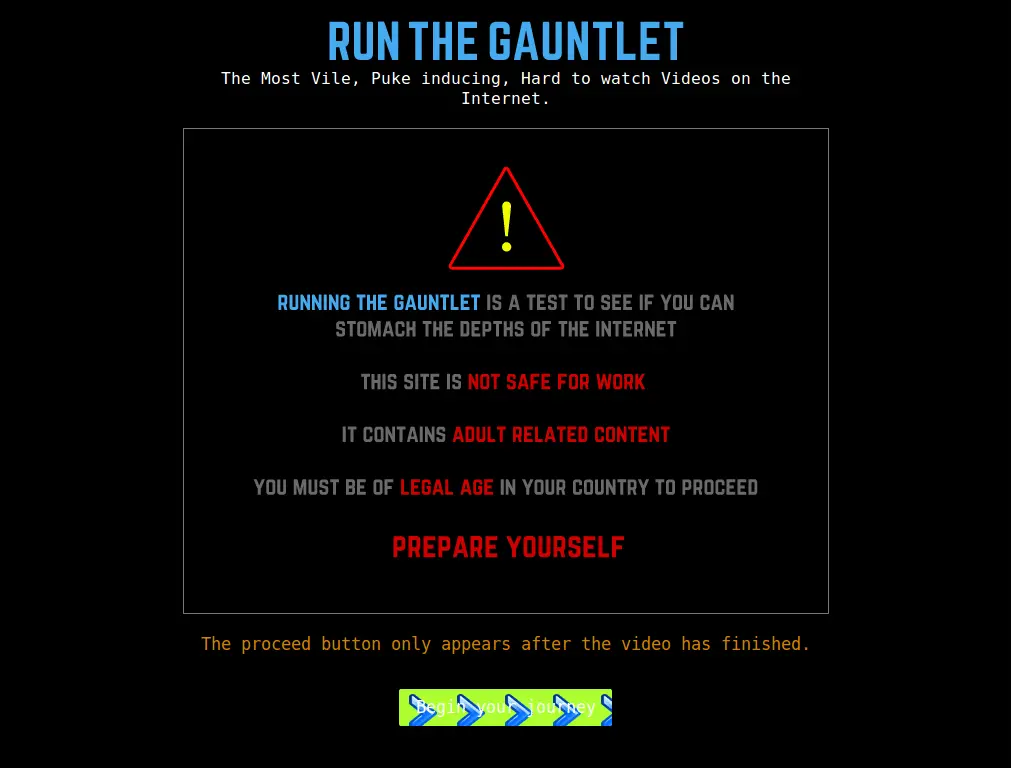 RUN THE GAUNTLET
The Most Vile, Puke inducing, Hard to watch Videos on the
Internet.
!
RUNNING THE GAUNTLET IS A TEST TO SEE IF YOU CAN
STOMACH THE DEPTHS OF THE INTERNET
THIS SITE IS NOT SAFE FOR WORK
IT CONTAINS ADULT RELATED CONTENT
YOU MUST BE OF LEGAL AGE IN YOUR COUNTRY TO PROCEED
PREPARE YOURSELF
The proceed button only appears after the video has finished.
Begin your journey